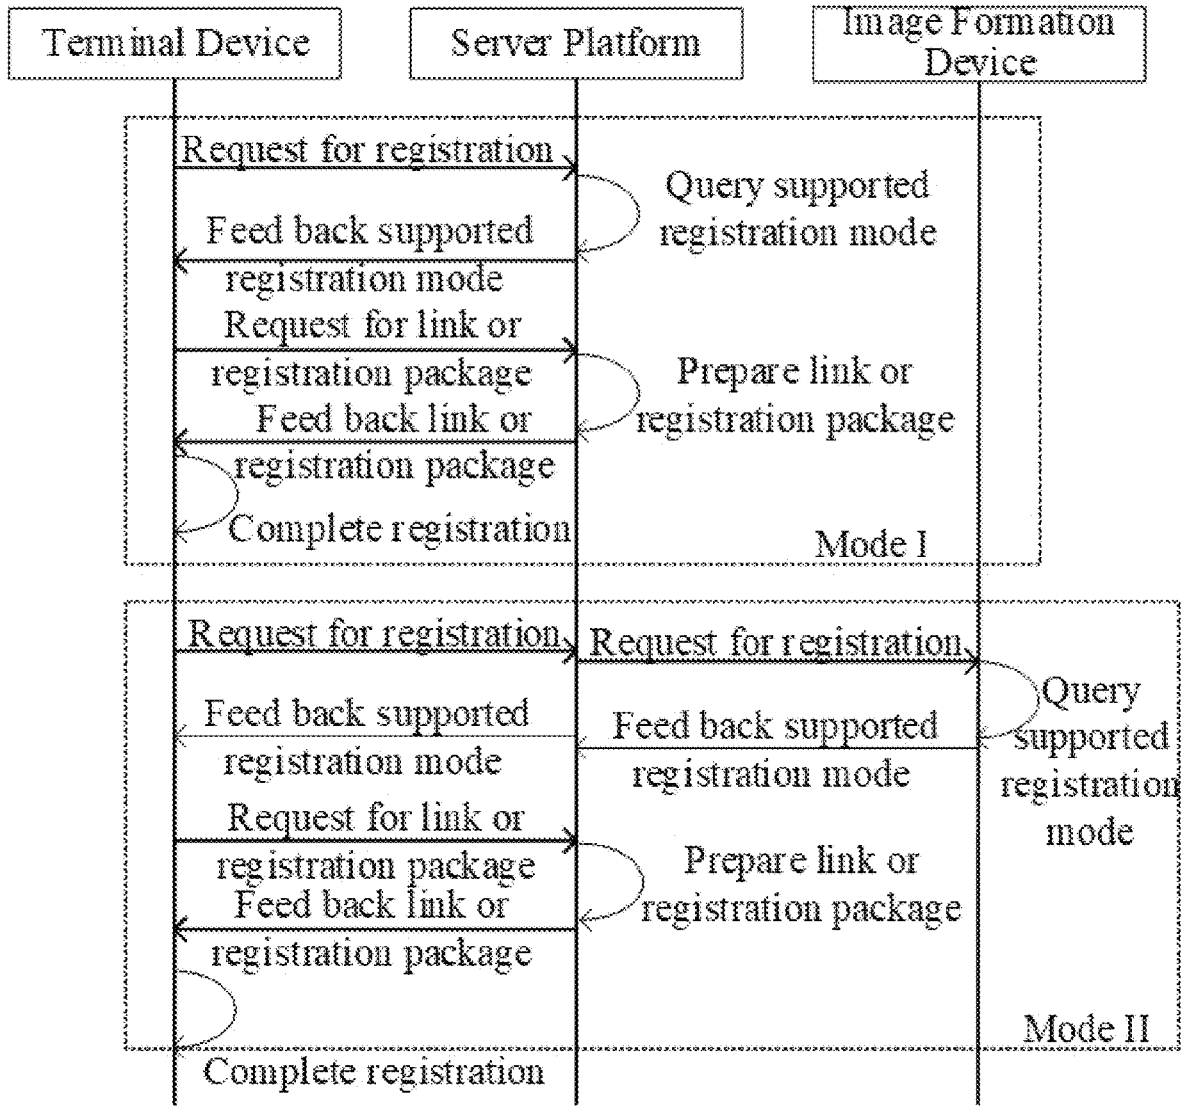 Terminal Device
Server Platform
Image Formation
Device
Request for registration
Query supported
registration mode
Feed back supported
registration mode
Request for link or
registration package
Prepare link or
registration package
Feed back link or
registration package
Complete registration
Mode I
Request for registration
Request for registration
Query
supported
registration
mode
Feed back supported
registration mode
Feed back supported
registration mode
Request for link or
registration package
Prepare link or
registration package
Feed back link or
registration package
Mode II
Complete registration